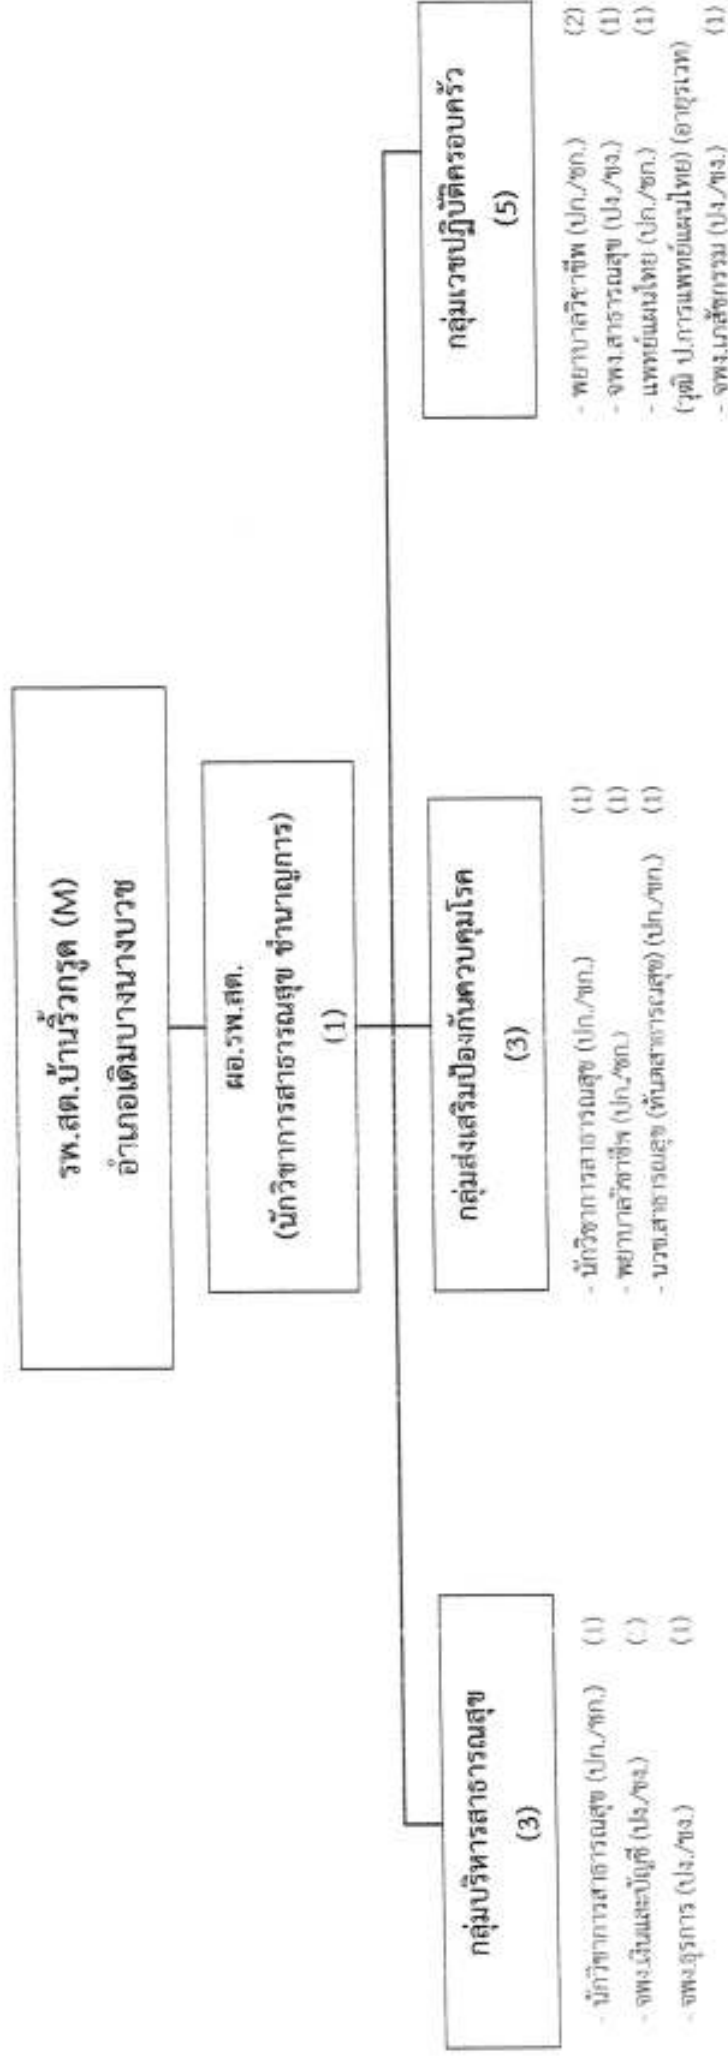 รพ.สต.บ้านริ้วกรูด (M)
อำเภอเดิมบางนางบวช
ผอ.รพ.สต.
(นักวิชาการสาธารณสุข ชำนาญการ)
(1)
กลุ่มบริหารสาธารณสุข
(3)
- นักวิชาการสาธารณสุข (ปก./ชก.) (1)
- จพง.เงินและบัญชี (ปง./ชง.)
- จพง.ธุรการ (ปง./ชง.) (1)
กลุ่มส่งเสริมป้องกันควบคุมโรค
(3)
- นักวิชาการสาธารณสุข (ปก./ชก.) (1)
- พยาบาลวิชาชีพ (ปก./ชก.) (1)
- นวช.สาธารณสุข (ทันตสาธารณสุข) (ปก./ชก.) (1)
กลุ่มเวชปฏิบัติครอบครัว
(5)
- พยาบาลวิชาชีพ (ปก./ชก.) (2)
- จพง.สาธารณสุข (ปง./ชง.) (1)
- แพทย์แผนไทย (ปก./ชก.) (1)
(วุฒิ ป.การแพทย์แผนไทย) (อายุรเวท)
- จพง.เภสัชกรรม (ปง./ชง.) (1)